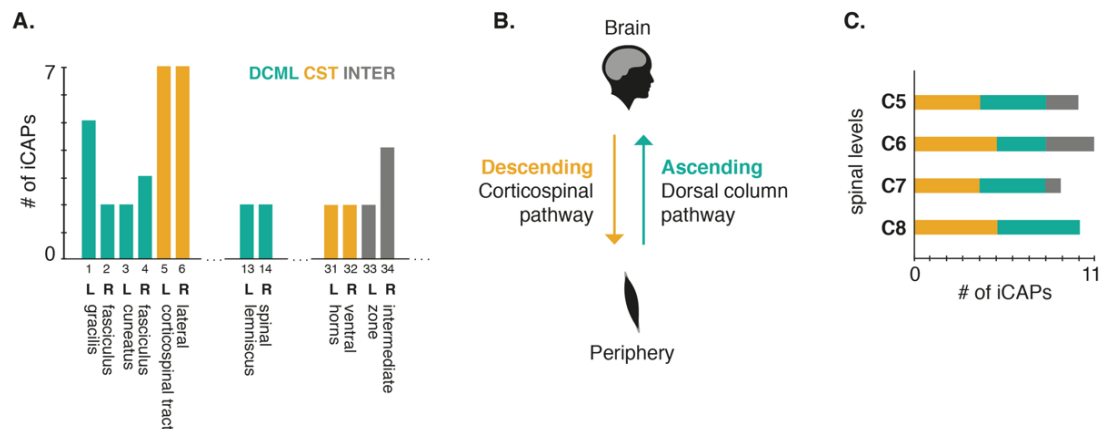 A.
7
# of iCAPs
0
DCML CST INTER
1 2 3 4 5 6 ... 13 14 ... 31 32 33 34 ...
L R L R L R L R L R L R
gracilis
fasciculus
cuneatus
fasciculus
corticospinal tract
lateral
lemniscus
spinal
horns
ventral
zone
intermediate
B.
Brain
Descending
Corticospinal
pathway
Ascending
Dorsal column
pathway
Periphery
C.
spinal levels
C5
C6
C7
C8
0 11
# of iCAPs